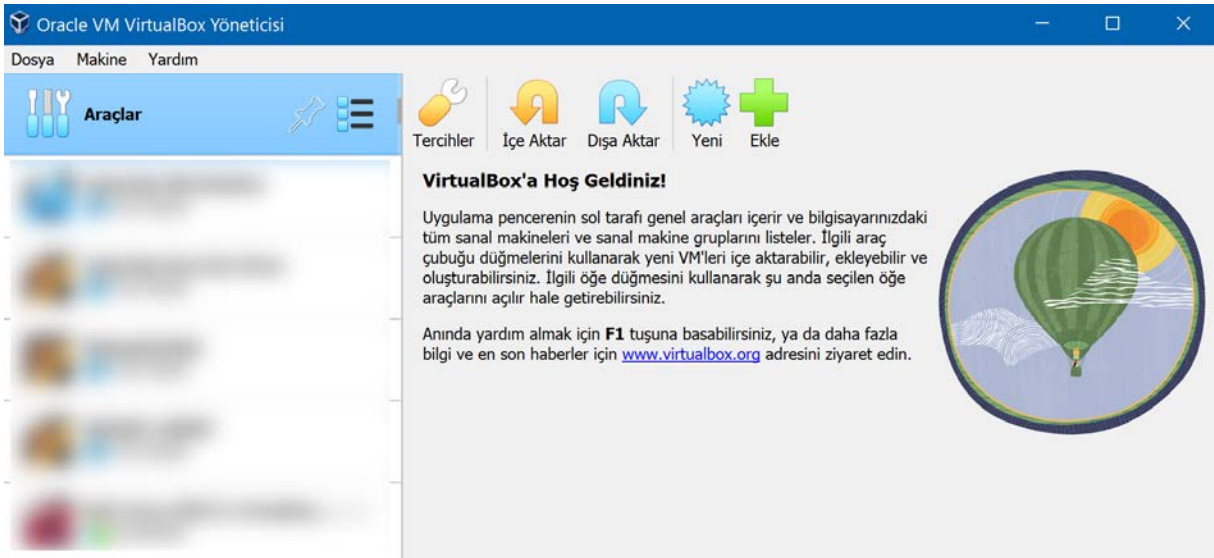 Oracle VM VirtualBox Yöneticisi
Dosya Makine Yardım
Araçlar
Tercihler İçe Aktar Dışa Aktar Yeni Ekle
VirtualBox'a Hoş Geldiniz!
Uygulama pencerenin sol tarafı genel araçları içerir ve bilgisayarınızdaki
tüm sanal makineleri ve sanal makine gruplarını listeler. İlgili araç
çubuğu düğmelerini kullanarak yeni VM'leri içe aktarabilir, ekleyebilir ve
oluşturabilirsiniz. İlgili öğe düğmesini kullanarak şu anda seçilen öğe
araçlarını açılır hale getirebilirsiniz.
Anında yardım almak için F1 tuşuna basabilirsiniz, ya da daha fazla
bilgi ve en son haberler için www.virtualbox.org adresini ziyaret edin.